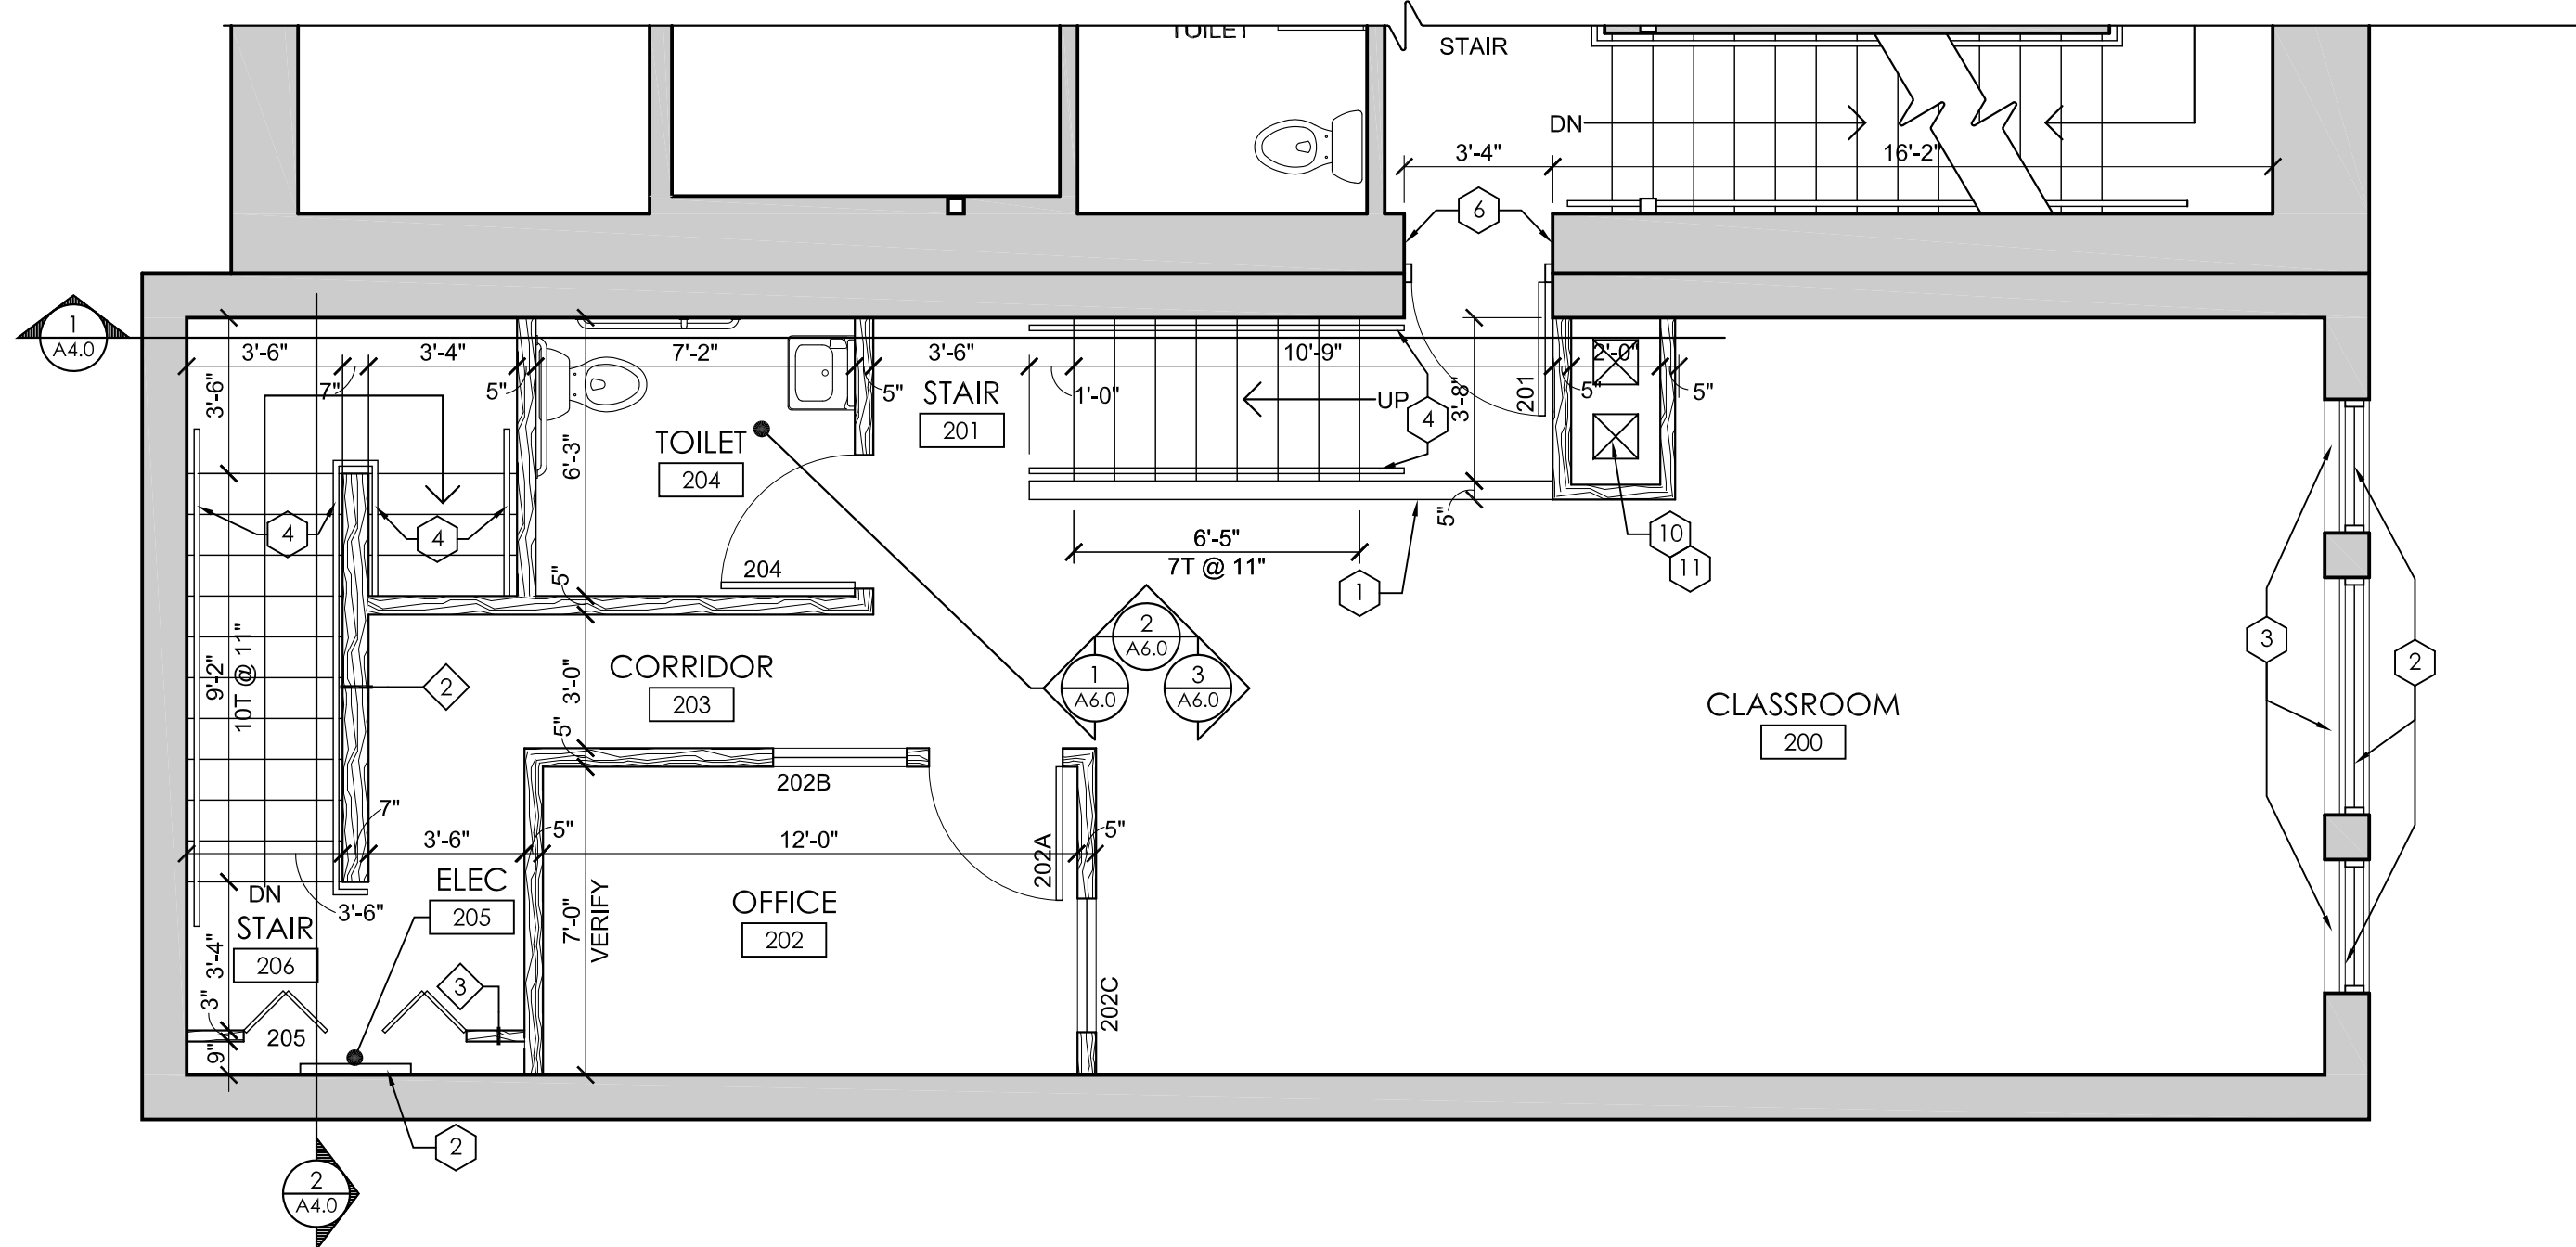 TOILET
STAIR
DN
3'-4"
16'-2"
6
1
A4.0
3'-6"
3'-4"
7'-2"
3'-6"
10'-9"
2'-0"
7"
5"
5"
1'-0"
5"
5"
3'-6"
STAIR
201
UP
4
3'-8"
201
TOILET
204
6'-3"
4
4
5"
10
11
6'-5"
7T @ 11"
1
204
5"
2
A6.0
1
A6.0
3
A6.0
3
2
9'-2"
10T @ 11"
2
CORRIDOR
203
3'-0"
5"
CLASSROOM
200
202B
7"
3'-6"
5"
12'-0"
5"
202A
DN
STAIR
206
3'-6"
ELEC
205
7'-0"
VERIFY
OFFICE
202
3'-4"
3"
9"
3
205
202C
2
2
A4.0